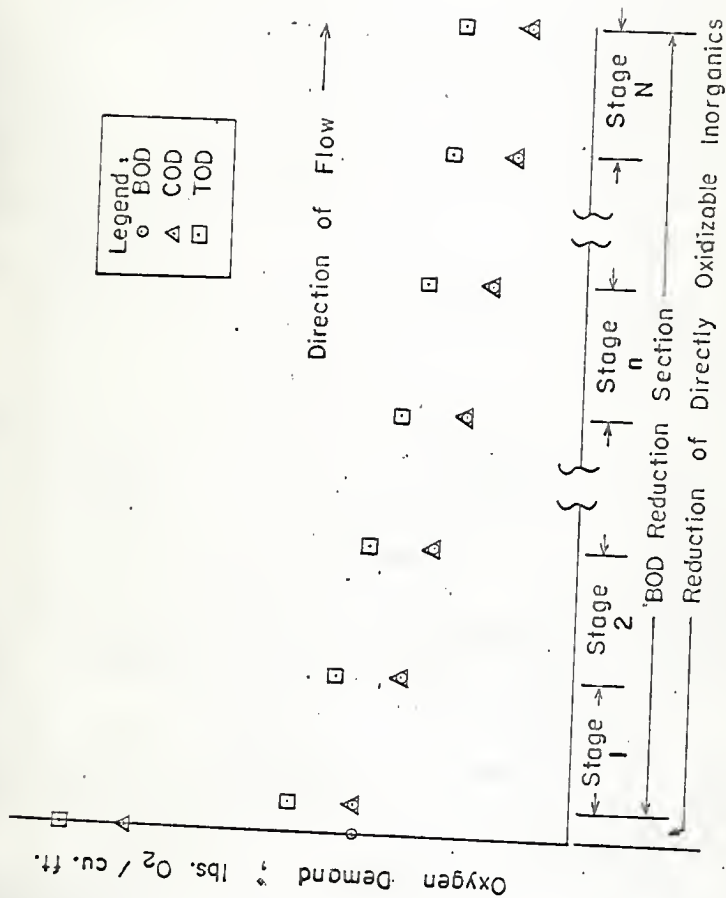 Legend;
BOD
COD
TOD
Direction of Flow
Oxygen Demand, lbs. O₂ / cu. ft.
Stage
1
Stage
2
Stage
n
Stage
N
BOD Reduction Section
Reduction of Directly Oxidizable Inorganics